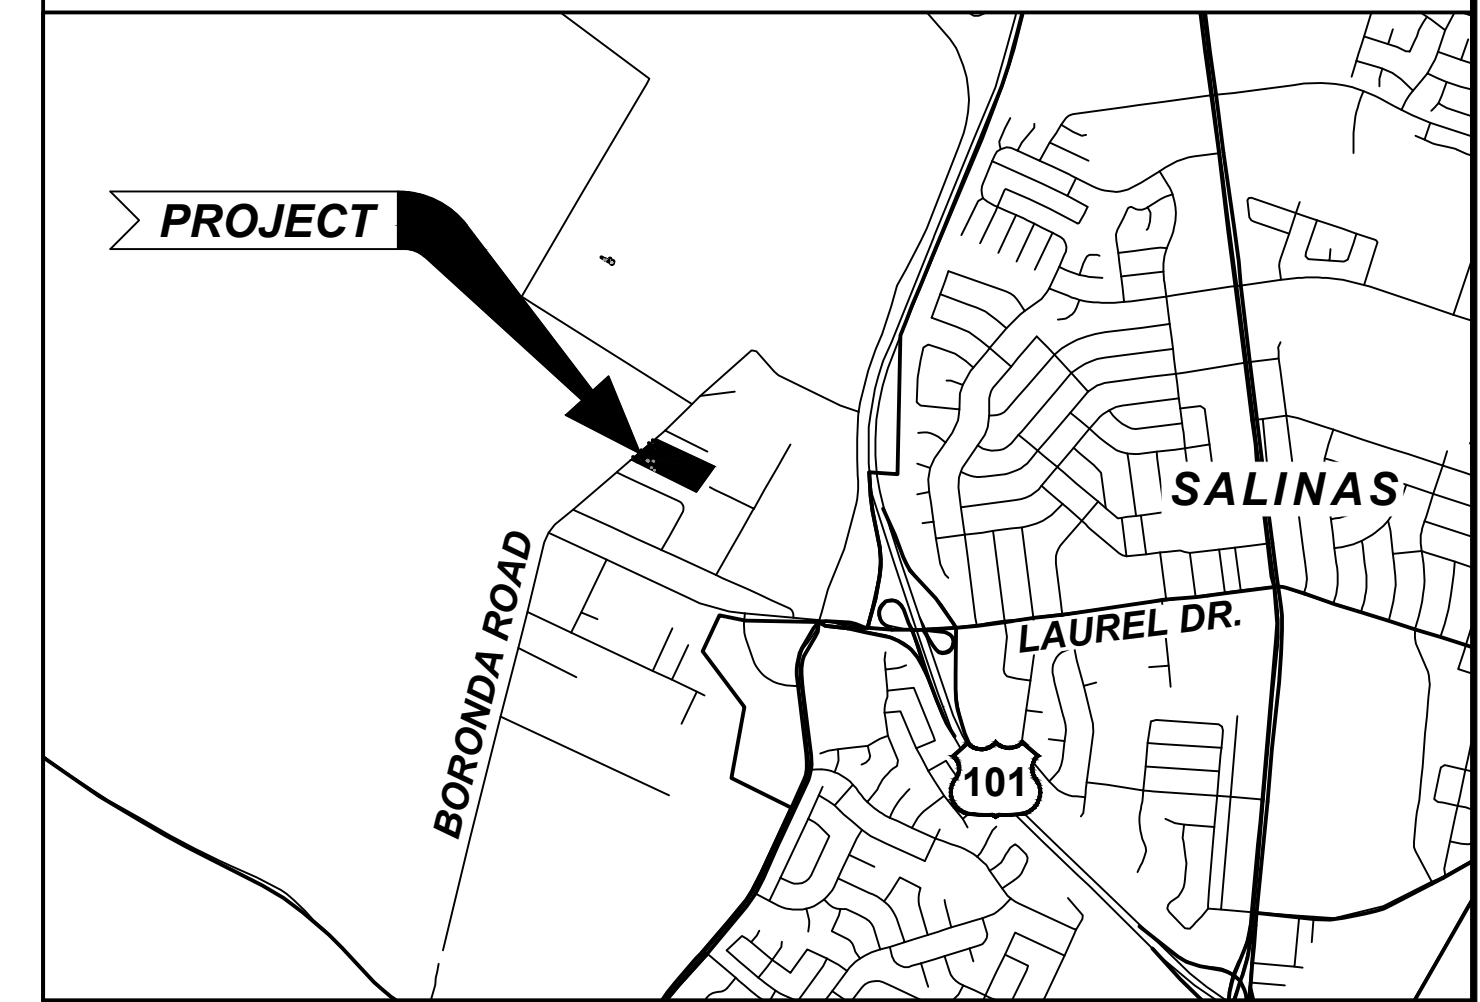 PROJECT
SALINAS
BORONDA ROAD
LAUREL DR.
101